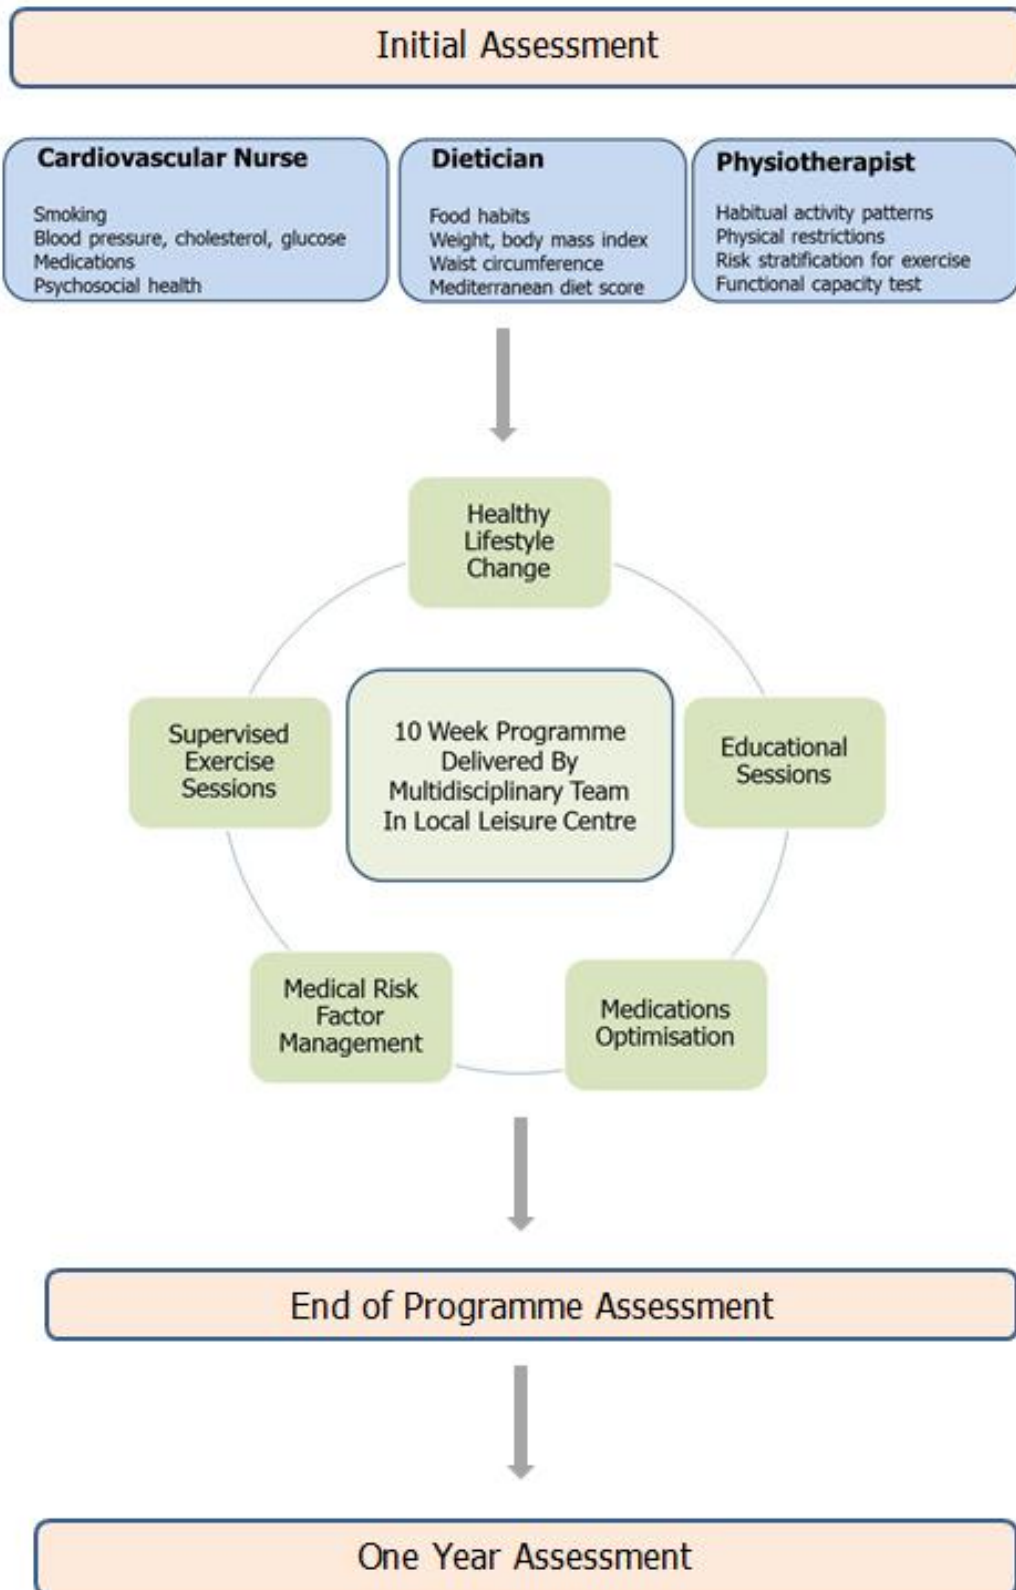 Initial Assessment
Cardiovascular Nurse
Smoking
Blood pressure, cholesterol, glucose
Medications
Psychosocial health
Dietician
Food habits
Weight, body mass index
Waist circumference
Mediterranean diet score
Physiotherapist
Habitual activity patterns
Physical restrictions
Risk stratification for exercise
Functional capacity test
Healthy
Lifestyle
Change
Supervised
Exercise
Sessions
10 Week Programme
Delivered By
Multidisciplinary Team
In Local Leisure Centre
Educational
Sessions
Medical Risk
Factor
Management
Medications
Optimisation
End of Programme Assessment
One Year Assessment